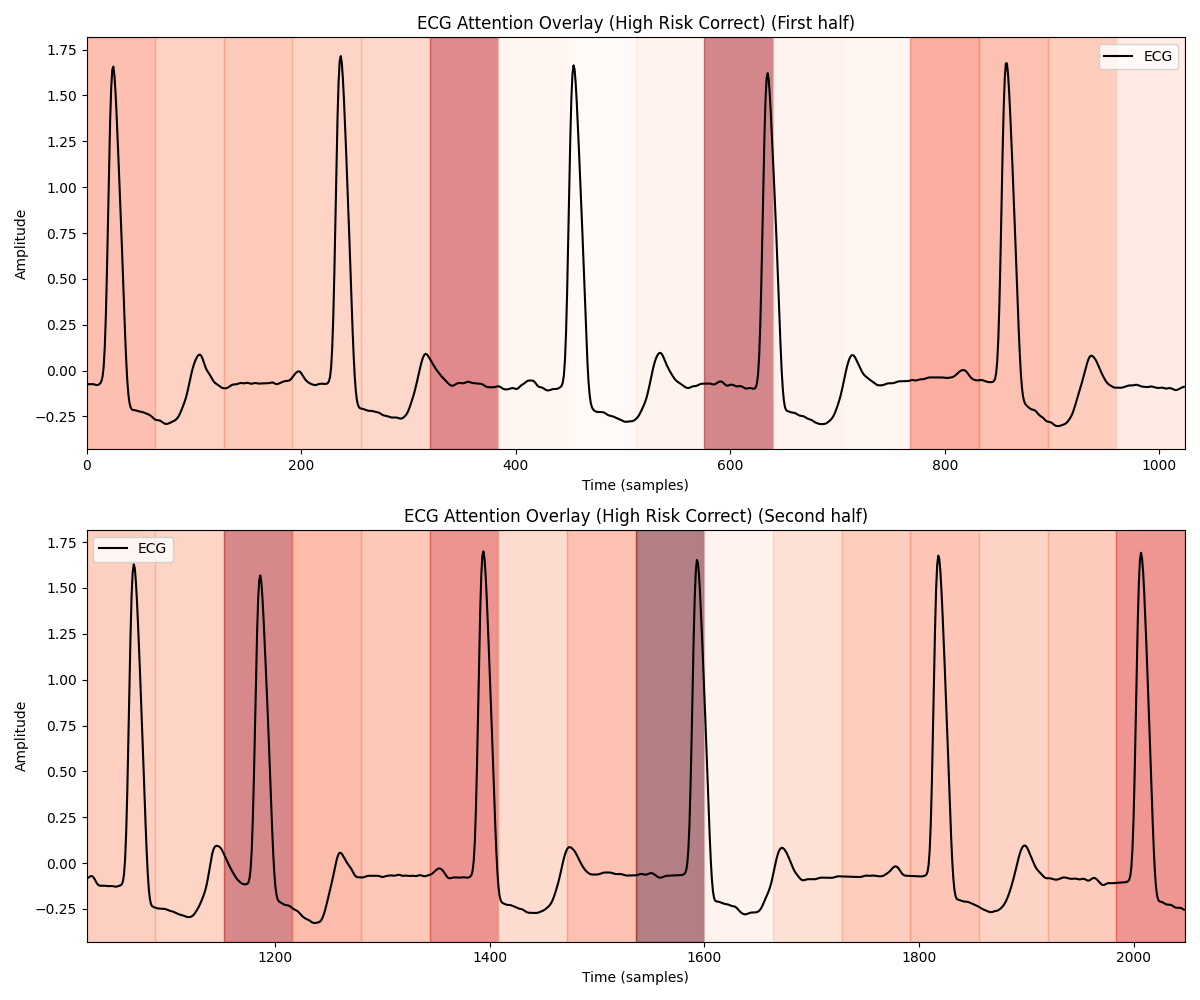 ECG Attention Overlay (High Risk Correct) (First half)
1.75
1.50
1.25
1.00
0.75
0.50
0.25
0.00
−0.25
Amplitude
ECG
0 200 400 600 800 1000
Time (samples)
ECG Attention Overlay (High Risk Correct) (Second half)
1.75
1.50
1.25
1.00
0.75
0.50
0.25
0.00
−0.25
Amplitude
ECG
1200 1400 1600 1800 2000
Time (samples)